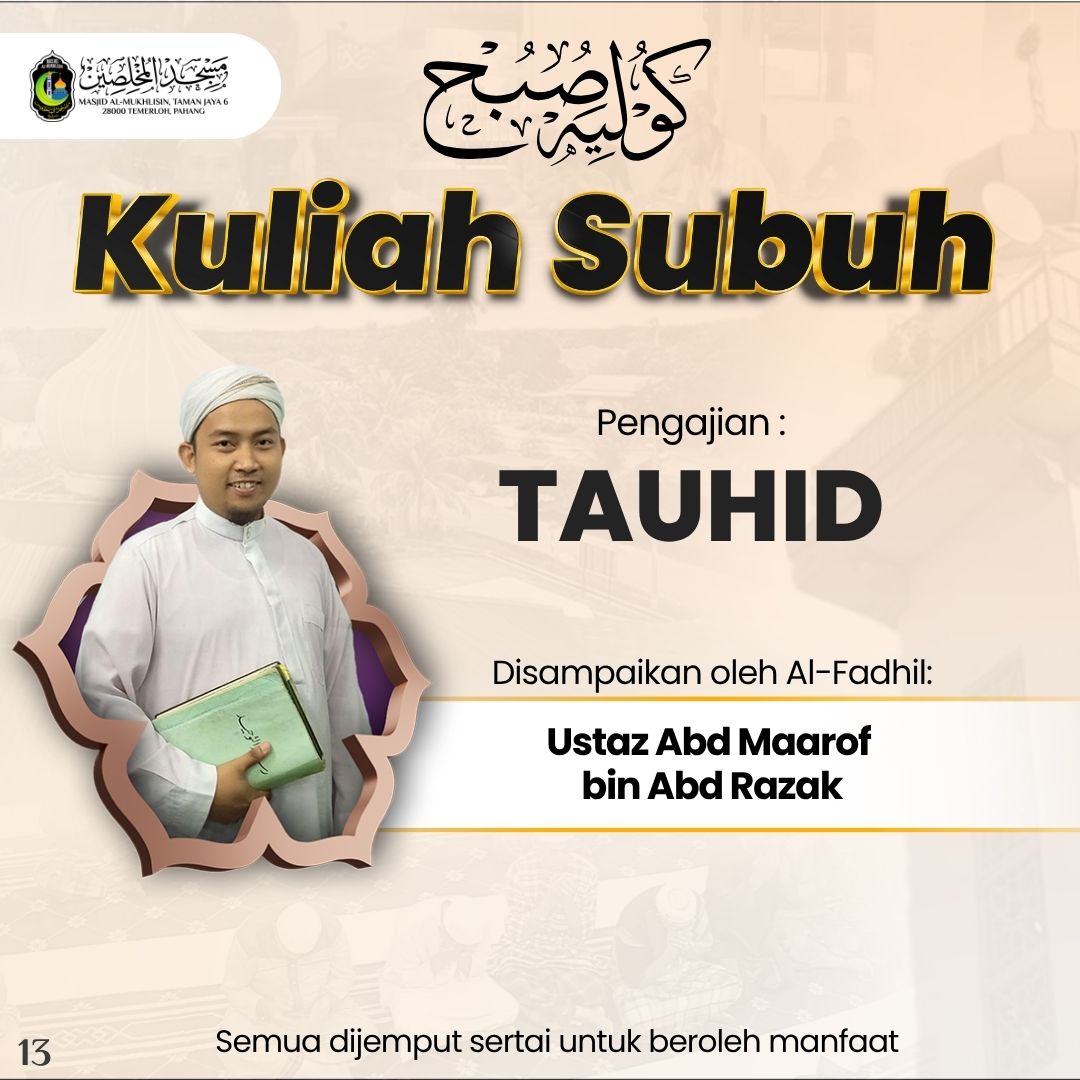 مسجد المخلصين
MASJID AL-MUKHLISIN, TAMAN JAYA 6
28000 TEMERLOH, PAHANG
كوليه صبح
Kuliah Subuh
Pengajian :
TAUHID
Disampaikan oleh Al-Fadhil:
Ustaz Abd Maarof
bin Abd Razak
Semua dijemput sertai untuk beroleh manfaat
13